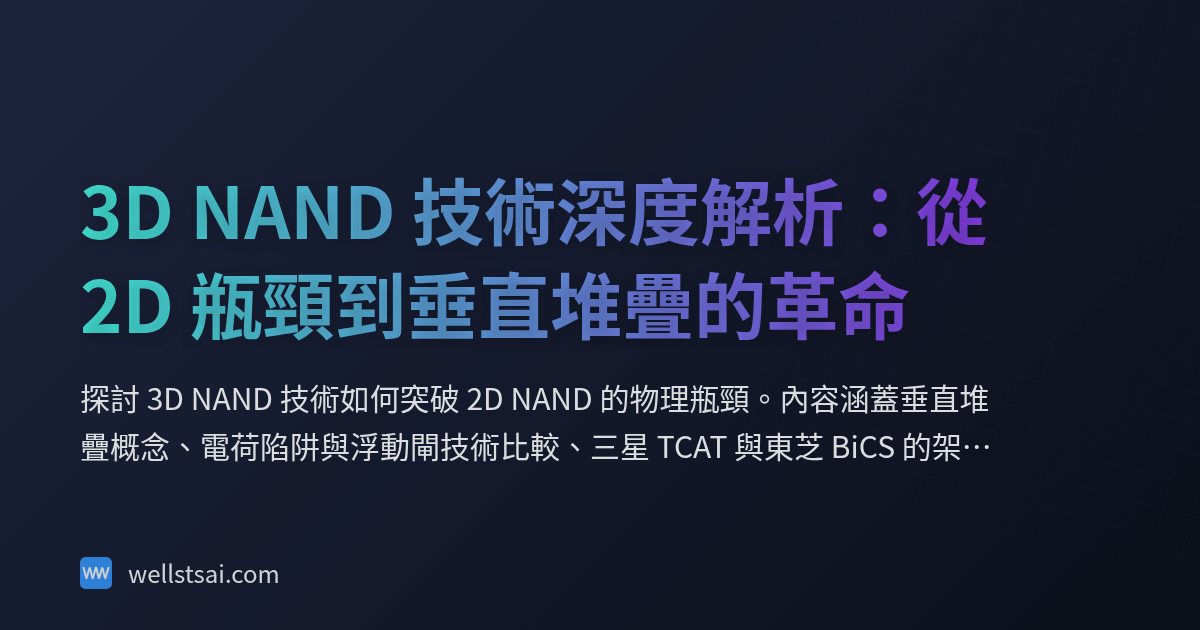 3D NAND 技術深度解析：從
2D 瓶頸到垂直堆疊的革命
探討 3D NAND 技術如何突破 2D NAND 的物理瓶頸。內容涵蓋垂直堆
疊概念、電荷陷阱與浮動閘技術比較、三星 TCAT 與東芝 BiCS 的架⋯
wellstsai.com